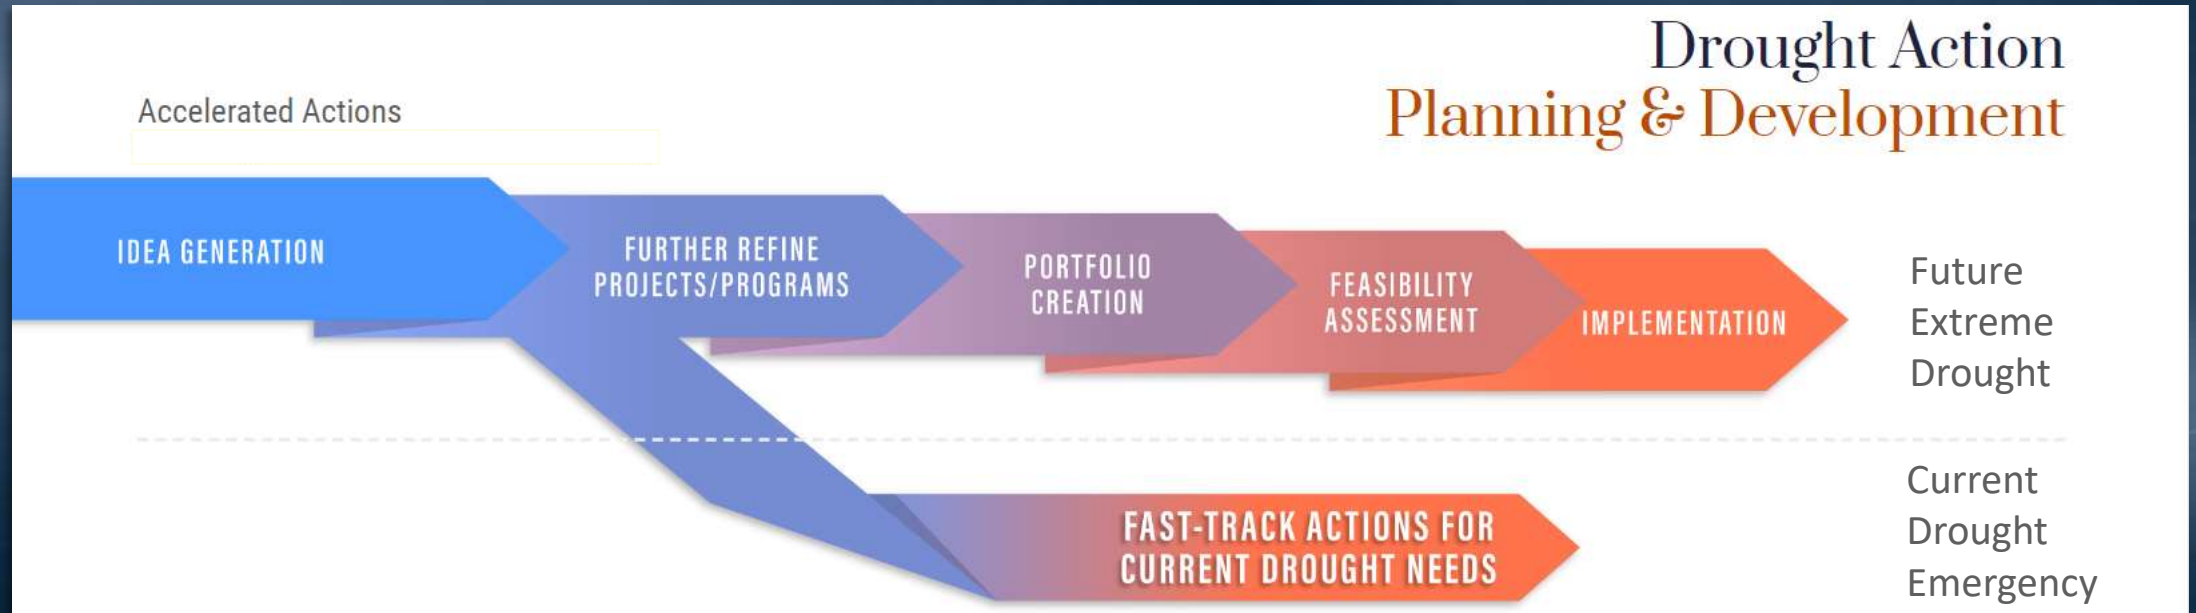 Drought Action
Planning & Development
Accelerated Actions
IDEA GENERATION
FURTHER REFINE
PROJECTS/PROGRAMS
PORTFOLIO
CREATION
FEASIBILITY
ASSESSMENT
IMPLEMENTATION
Future
Extreme
Drought
FAST-TRACK ACTIONS FOR
CURRENT DROUGHT NEEDS
Current
Drought
Emergency